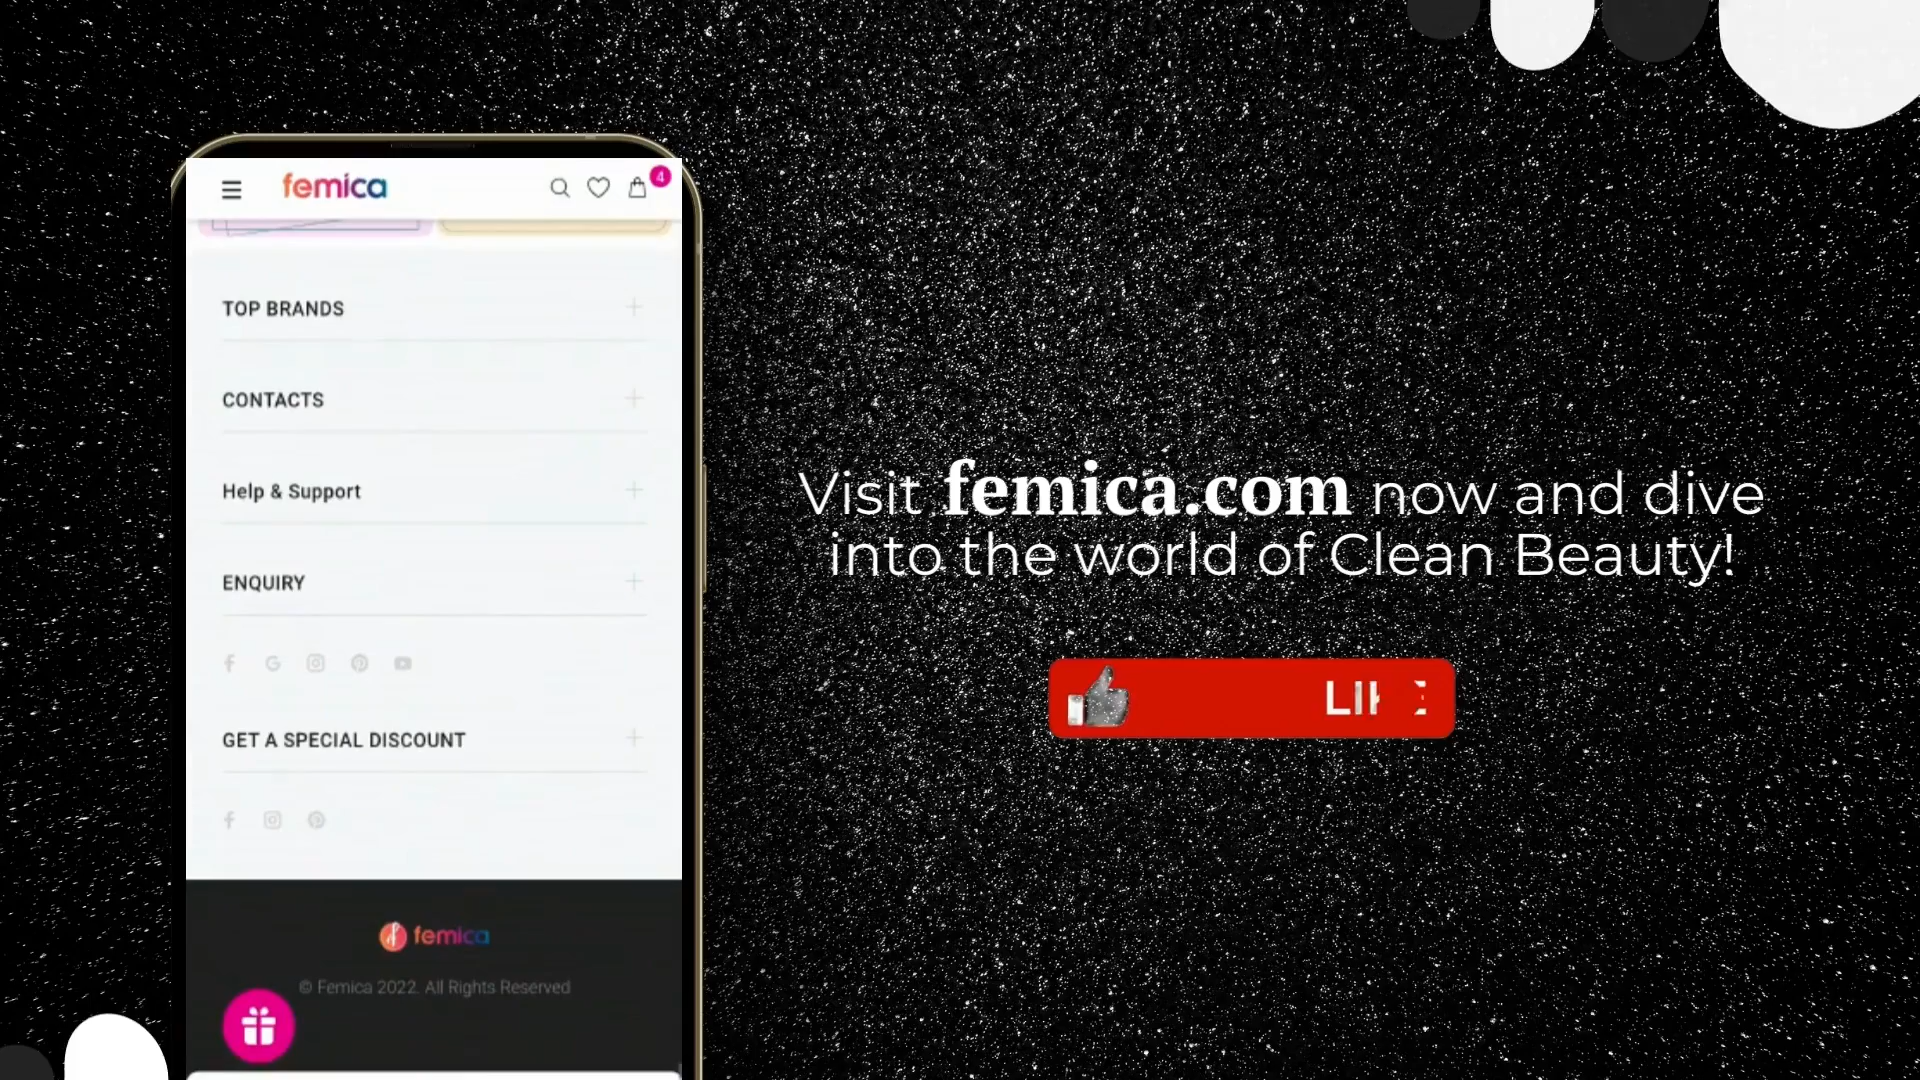 femica
4
TOP BRANDS
CONTACTS
Help & Support
ENQUIRY
GET A SPECIAL DISCOUNT
femica
© Femica 2022. All Rights Reserved
Visit femica.com now and dive
into the world of Clean Beauty!